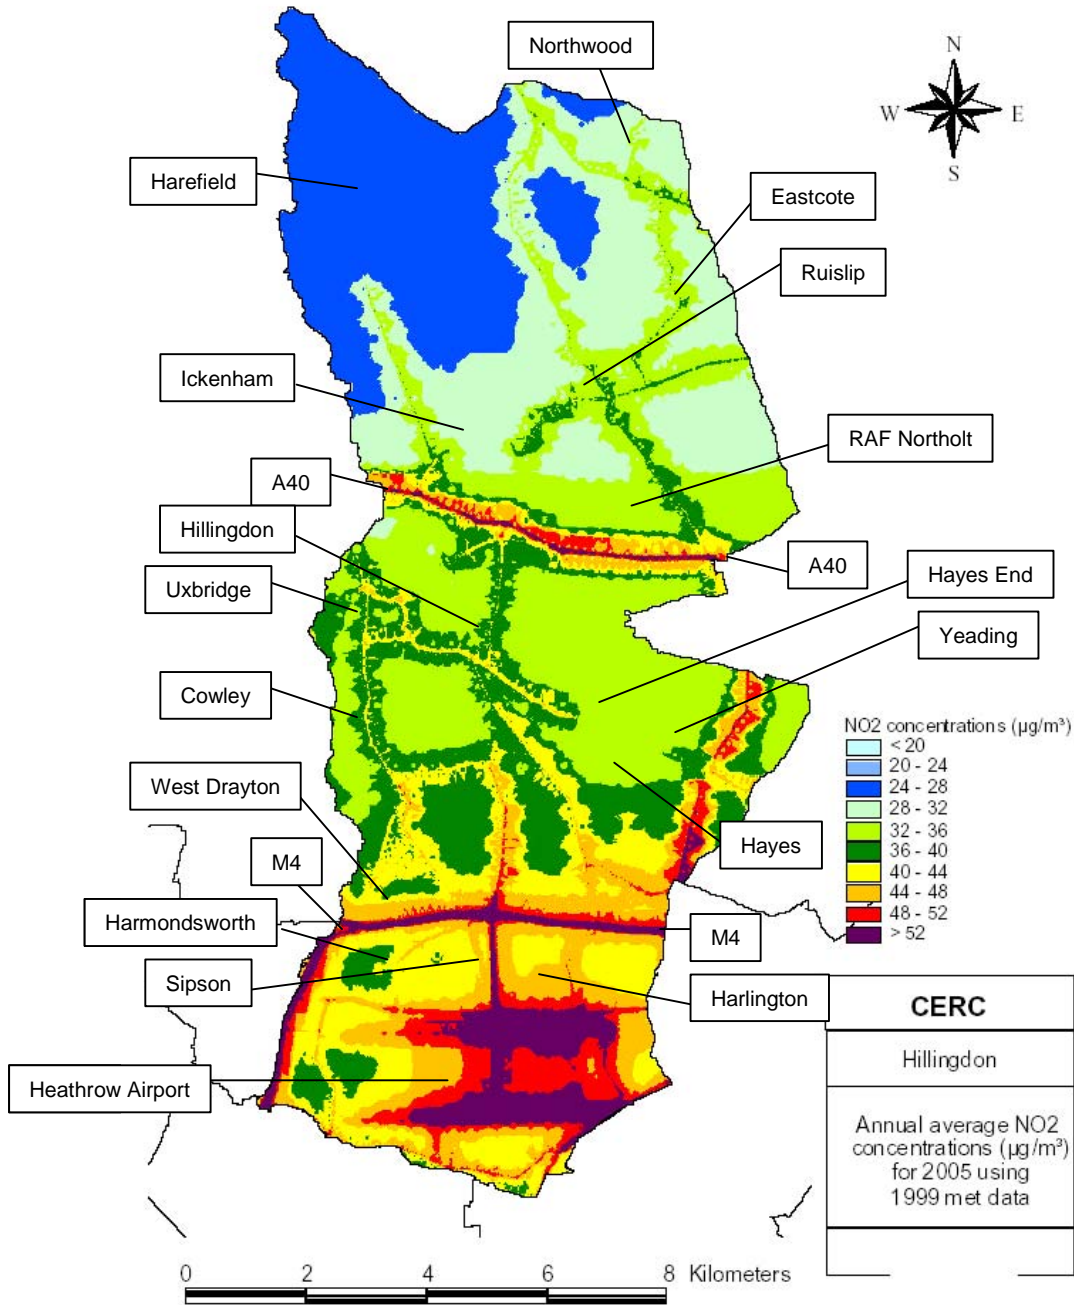 Northwood
N
W
E
S
Harefield
Eastcote
Ruislip
Ickenham
RAF Northolt
A40
Hillingdon
A40
Hayes End
Uxbridge
Yeading
Cowley
NO2 concentrations (µg/m³)
< 20
20 - 24
24 - 28
28 - 32
32 - 36
36 - 40
40 - 44
44 - 48
48 - 52
> 52
West Drayton
Hayes
M4
Harmondsworth
M4
Sipson
Harlington
Heathrow Airport
CERC
Hillingdon
Annual average NO2
concentrations (µg/m³)
for 2005 using
1999 met data
0 2 4 6 8 Kilometers